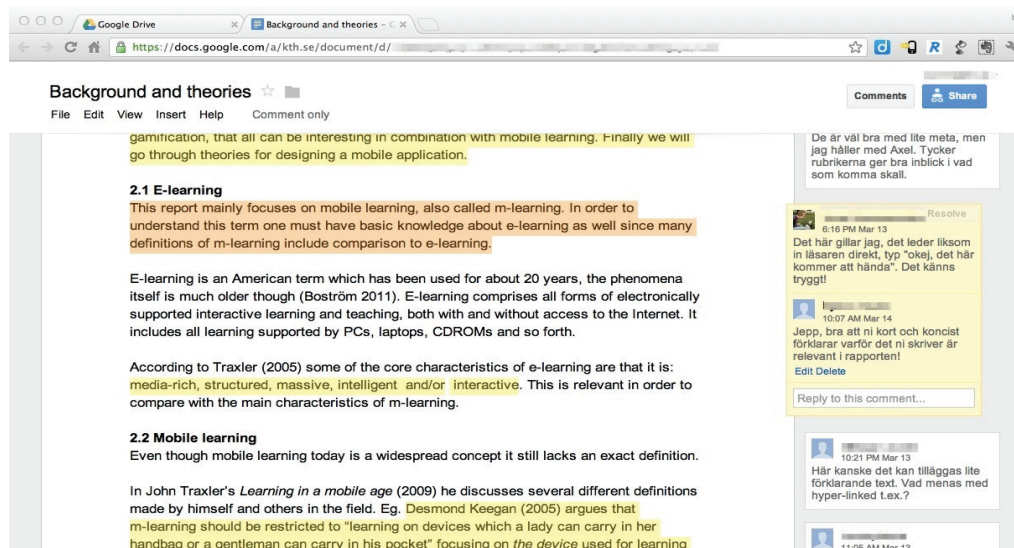 Google Drive
Background and theories – G
https://docs.google.com/a/kth.se/document/d/
Background and theories
File Edit View Insert Help Comment only
Comments
Share
gamification, that all can be interesting in combination with mobile learning. Finally we will
go through theories for designing a mobile application.
2.1 E-learning
This report mainly focuses on mobile learning, also called m-learning. In order to
understand this term one must have basic knowledge about e-learning as well since many
definitions of m-learning include comparison to e-learning.
E-learning is an American term which has been used for about 20 years, the phenomena
itself is much older though (Boström 2011). E-learning comprises all forms of electronically
supported interactive learning and teaching, both with and without access to the Internet. It
includes all learning supported by PCs, laptops, CDROMs and so forth.
According to Traxler (2005) some of the core characteristics of e-learning are that it is:
media-rich, structured, massive, intelligent and/or interactive. This is relevant in order to
compare with the main characteristics of m-learning.
2.2 Mobile learning
Even though mobile learning today is a widespread concept it still lacks an exact definition.
In John Traxler's Learning in a mobile age (2009) he discusses several different definitions
made by himself and others in the field. Eg. Desmond Keegan (2005) argues that
m-learning should be restricted to "learning on devices which a lady can carry in her
handbag or a gentleman can carry in his pocket" focusing on the device used for learning
De är väl bra med lite meta, men
jag håller med Axel. Tycker
rubrikerna ger bra inblick i vad
som komma skall.
Resolve
6:16 PM Mar 13
Det här gillar jag, det leder liksom
in läsaren direkt, typ "okej, det här
kommer att hända". Det känns
tryggt!
10:07 AM Mar 14
Jepp, bra att ni kort och koncist
förklarar varför det ni skriver är
relevant i rapporten!
Edit Delete
Reply to this comment...
10:21 PM Mar 13
Här kanske det kan tilläggas lite
förklarande text. Vad menas med
hyper-linked t.ex.?
11:05 AM Mar 13